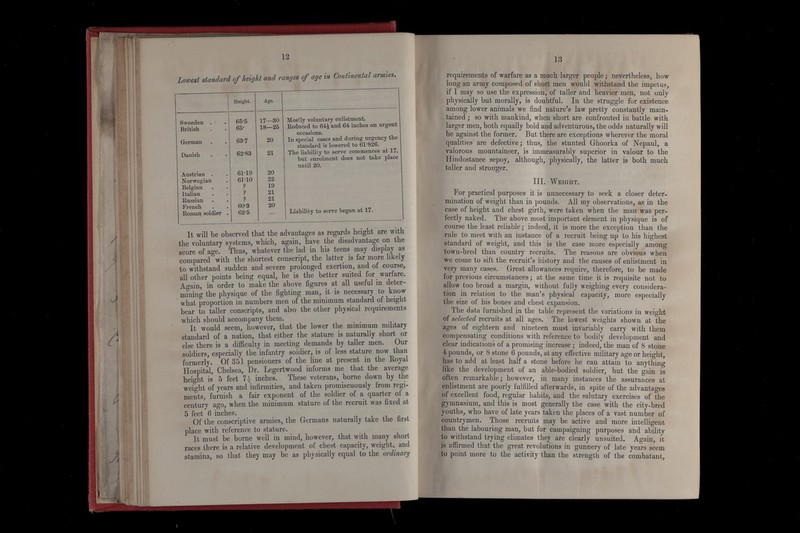 12
Lowest standard of height and ranges of age in Continental armies.
Height. Age.
Sweden . . 65·5 17—30 Mostly voluntary enlistment.
British . . 65· 18—25 Reduced to 64½ and 64 inches on urgent
occasions.
German . . 63·7 20 In special cases and during urgency the
standard is lowered to 61·826.
Danish . . 62·83 21 The liability to serve commences at 17,
but enrolment does not take place
until 20.
Austrian . . 61·19 20
Norwegian . 61·10 22
Belgian . . ? 19
Italian . . ? 21
Russian . . ? 21
French . . 60·3 20
Roman soldier . 62·5 ... Liability to serve began at 17.
It will be observed that the advantages as regards height are with
the voluntary systems, which, again, have the disadvantage on the
score of age. Thus, whatever the lad in his teens may display as
compared with the shortest conscript, the latter is far more likely
to withstand sudden and severe prolonged exertion, and of course,
all other points being equal, he is the better suited for warfare.
Again, in order to make the above figures at all useful in deter-
mining the physique of the fighting man, it is necessary to know
what proportion in numbers men of the minimum standard of height
bear to taller conscripts, and also the other physical requirements
which should accompany them.
It would seem, however, that the lower the minimum military
standard of a nation, that either the stature is naturally short or
else there is a difficulty in meeting demands by taller men. Our
soldiers, especially the infantry soldier, is of less stature now than
formerly. Of 351 pensioners of the line at present in the Royal
Hospital, Chelsea, Dr. Legertwood informs me that the average
height is 5 feet 7½ inches. These veterans, borne down by the
weight of years and infirmities, and taken promiscuously from regi-
ments, furnish a fair exponent of the soldier of a quarter of a
century ago, when the minimum stature of the recruit was fixed at
5 feet 6 inches.
Of the conscriptive armies, the Germans naturally take the first
place with reference to stature.
It must be borne well in mind, however, that with many short
races there is a relative development of chest capacity, weight, and
stamina, so that they may be as physically equal to the ordinary
13
requirements of warfare as a much larger people; nevertheless, how
long an army composed of short men would withstand the impetus,
if I may so use the expression, of taller and heavier men, not only
physically but morally, is doubtful. In the struggle for existence
among lower animals we find nature's law pretty constantly main-
tained; so with mankind, when short are confronted in battle with
larger men, both equally bold and adventurous, the odds naturally will
be against the former. But there are exceptions wherever the moral
qualities are defective; thus, the stunted Ghoorka of Nepaul, a
valorous mountaineer, is immeasurably superior in valour to the
Hindostanee sepoy, although, physically, the latter is both much
taller and stronger.
III. Weight.
For practical purposes it is unnecessary to seek a closer deter-
mination of weight than in pounds. All my observations, as in the
case of height and chest girth, were taken when the man was per-
fectly naked. The above most important element in physique is of
course the least reliable; indeed, it is more the exception than the
rule to meet with an instance of a recruit being up to his highest
standard of weight, and this is the case more especially among
town-bred than country recruits. The reasons are obvious when
we come to sift the recruit's history and the causes of enlistment in
very many cases. Great allowances require, therefore, to be made
for previous circumstances; at the same time it is requisite not to
allow too broad a margin, without fully weighing every considera-
tion in relation to the man's physical capacity, more especially
the size of his bones and chest expansion.
The data furnished in the table represent the variations in weight
of selected recruits at all ages. The lowest weights shown at the
ages of eighteen and nineteen must invariably carry with them
compensating conditions with reference to bodily development and
clear indications of a promising increase; indeed, the man of 8 stone
4 pounds, or 8 stone 6 pounds, at any effective military age or height,
has to add at least half a stone before he can attain to anything
like the development of an able-bodied soldier, but the gain is
often remarkable; however, in many instances the assurances at
enlistment are poorly fulfilled afterwards, in spite of the advantages
of excellent food, regular habits, and the salutary exercises of the
gymnasium, and this is most generally the case with the city-bred
youths, who have of late years taken the places of a vast number of
countrymen. Those recruits may be active and more intelligent
than the labouring man, but for campaigning purposes and ability
to withstand trying climates they are clearly unsuited. Again, it
is affirmed that the great revolutions in gunnery of late years seem
to point more to the activity than the strength of the combatant,